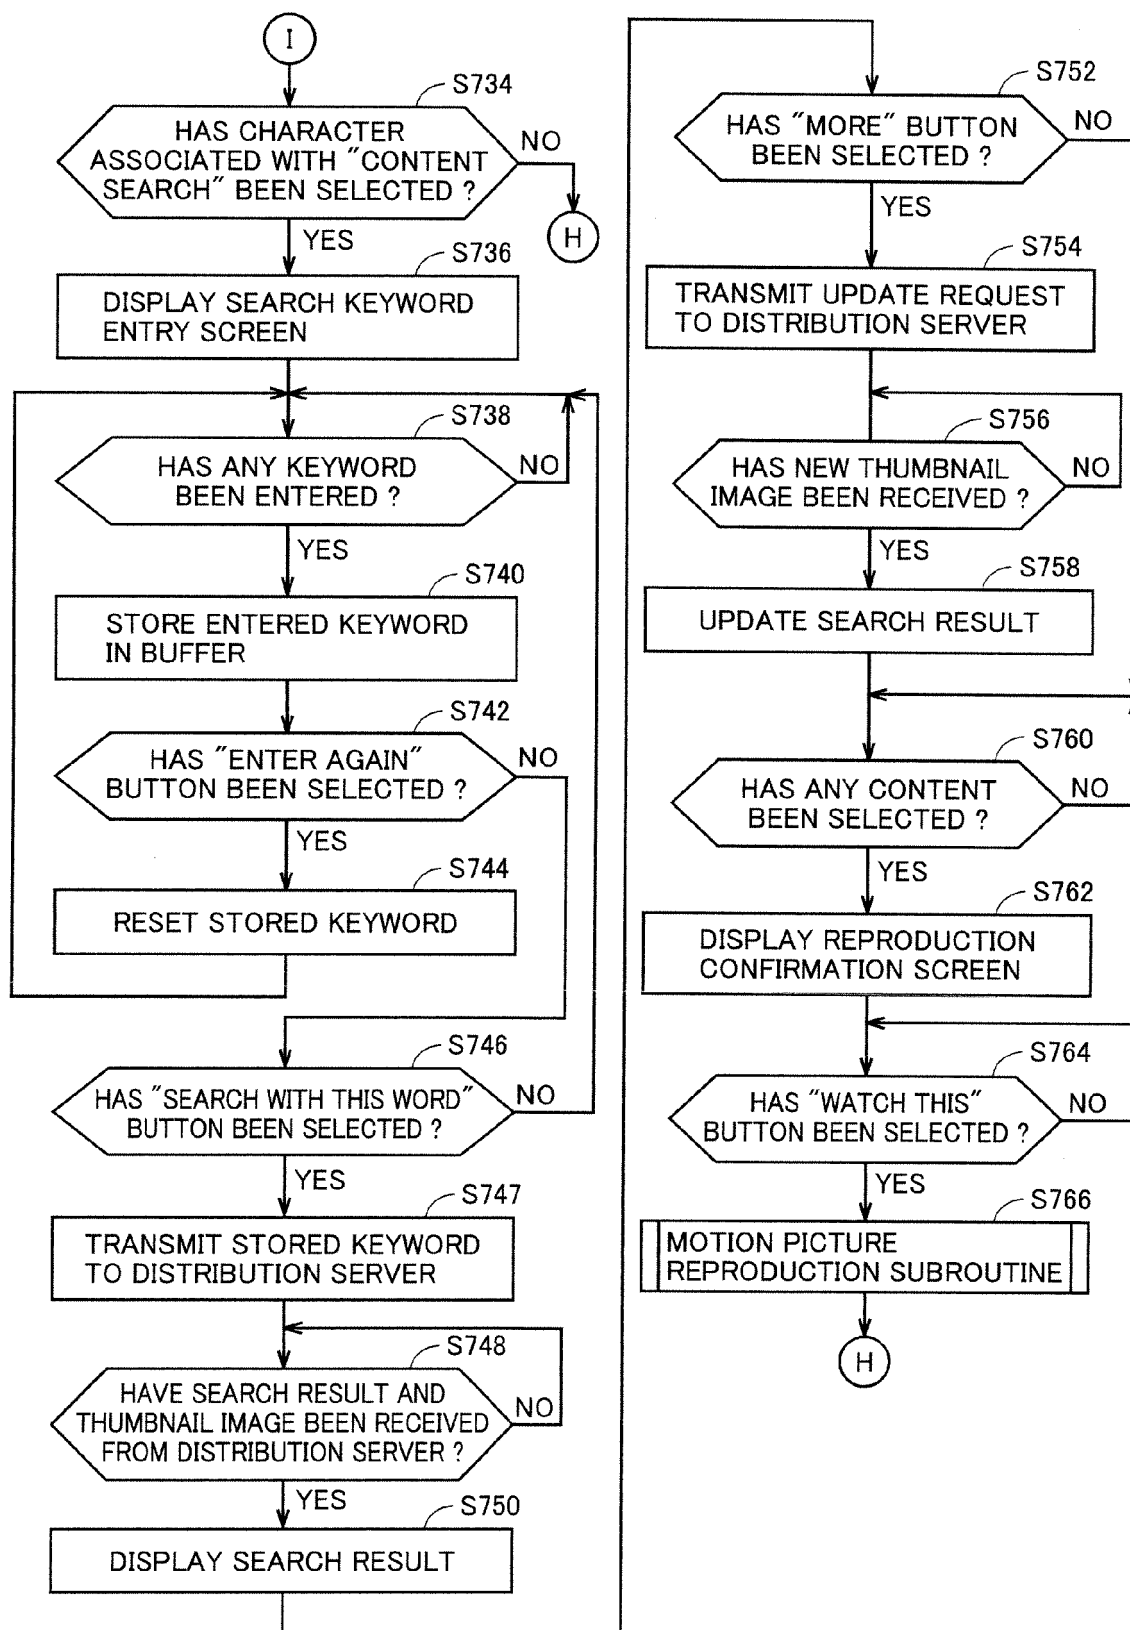 I
S734
HAS CHARACTER
ASSOCIATED WITH "CONTENT
SEARCH" BEEN SELECTED ?
NO
H
YES
S736
DISPLAY SEARCH KEYWORD
ENTRY SCREEN
S738
HAS ANY KEYWORD
BEEN ENTERED ?
NO
YES
S740
STORE ENTERED KEYWORD
IN BUFFER
S742
HAS "ENTER AGAIN"
BUTTON BEEN SELECTED ?
NO
YES
S744
RESET STORED KEYWORD
S746
HAS "SEARCH WITH THIS WORD"
BUTTON BEEN SELECTED ?
NO
YES
S747
TRANSMIT STORED KEYWORD
TO DISTRIBUTION SERVER
S748
HAVE SEARCH RESULT AND
THUMBNAIL IMAGE BEEN RECEIVED
FROM DISTRIBUTION SERVER ?
NO
YES
S750
DISPLAY SEARCH RESULT
S752
HAS "MORE" BUTTON
BEEN SELECTED ?
NO
YES
S754
TRANSMIT UPDATE REQUEST
TO DISTRIBUTION SERVER
S756
HAS NEW THUMBNAIL
IMAGE BEEN RECEIVED ?
NO
YES
S758
UPDATE SEARCH RESULT
S760
HAS ANY CONTENT
BEEN SELECTED ?
NO
YES
S762
DISPLAY REPRODUCTION
CONFIRMATION SCREEN
S764
HAS "WATCH THIS"
BUTTON BEEN SELECTED ?
NO
YES
S766
MOTION PICTURE
REPRODUCTION SUBROUTINE
H